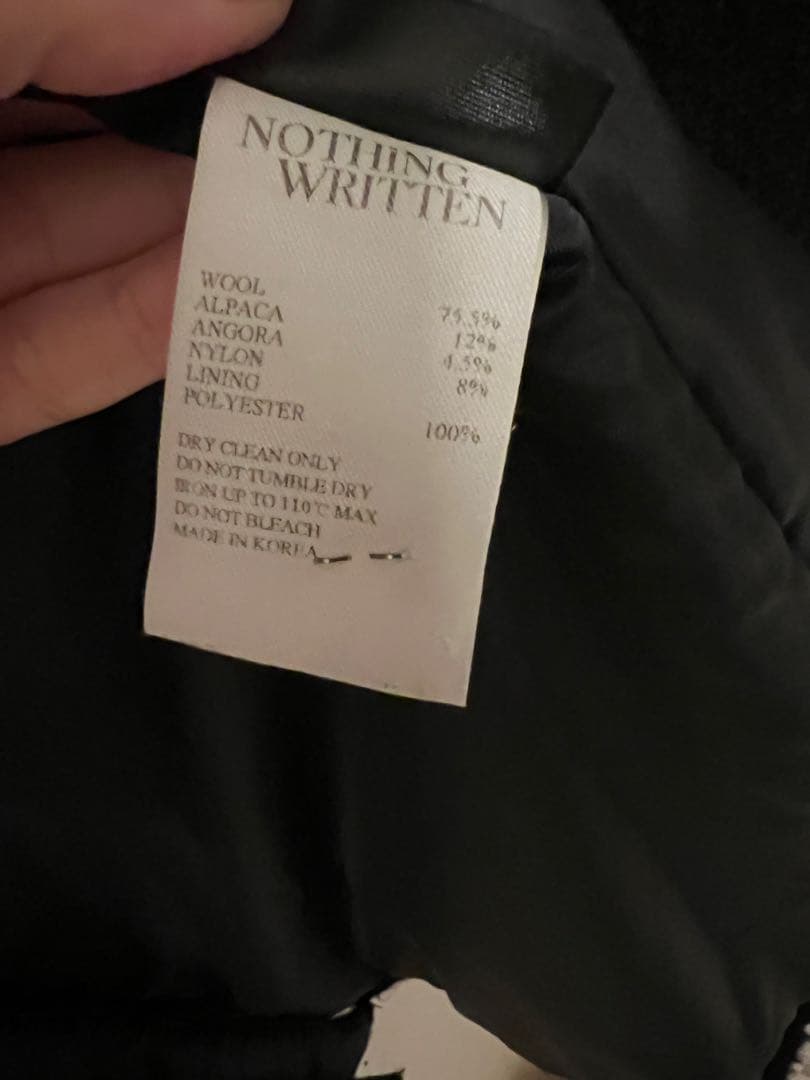 NOTHING
WRITTEN
WOOL 75.5%
ALPACA 12%
ANGORA 4.5%
NYLON 8%
LINING
POLYESTER 100%
DRY CLEAN ONLY
DO NOT TUMBLE DRY
IRON UP TO 110°C MAX
DO NOT BLEACH
MADE IN KOREA